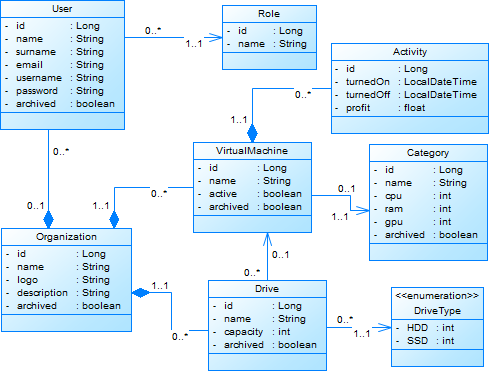 User
- id : Long
- name : String
- surname : String
- email : String
- username : String
- password : String
- archived : boolean
0..*
1..1
Role
- id : Long
- name : String
Activity
- id : Long
- turnedOn : LocalDateTime
- turnedOff : LocalDateTime
- profit : float
0..*
1..1
0..*
0..1
VirtualMachine
- id : Long
- name : String
- active : boolean
- archived : boolean
0..*
1..1
0..1
1..1
Category
- id : Long
- name : String
- cpu : int
- ram : int
- gpu : int
- archived : boolean
Organization
- id : Long
- name : String
- logo : String
- description : String
- archived : boolean
1..1
0..*
0..1
0..*
Drive
- id : Long
- name : String
- capacity : int
- archived : boolean
0..*
1..1
<<enumeration>>
DriveType
- HDD : int
- SSD : int